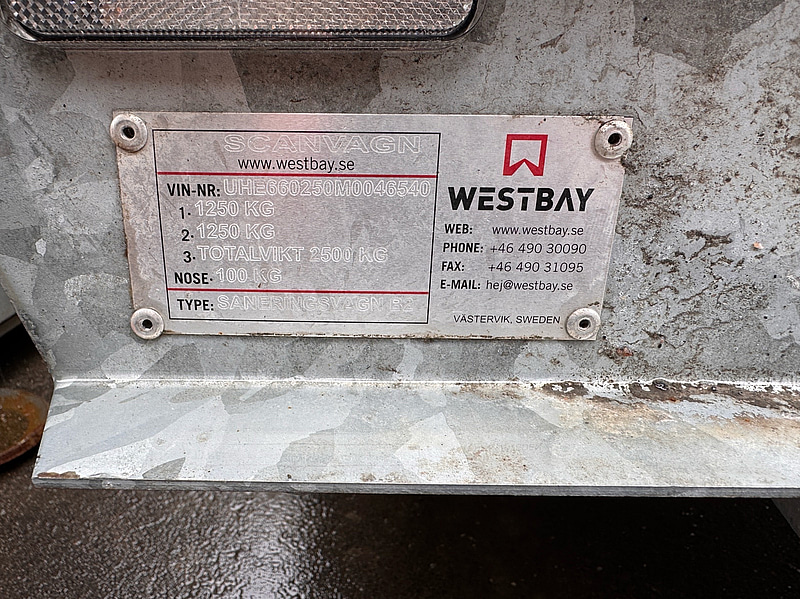 SCANVAGN
www.westbay.se
VIN-NR: UHE660250M0046540
1. 1250 KG
2. 1250 KG
3. TOTALVIKT 2500 KG
NOSE: 100 KG
TYPE: SANERINGSVAGN B2
WESTBAY
WEB: www.westbay.se
PHONE: +46 490 30090
FAX: +46 490 31095
E-MAIL: hej@westbay.se
VÄSTERVIK, SWEDEN